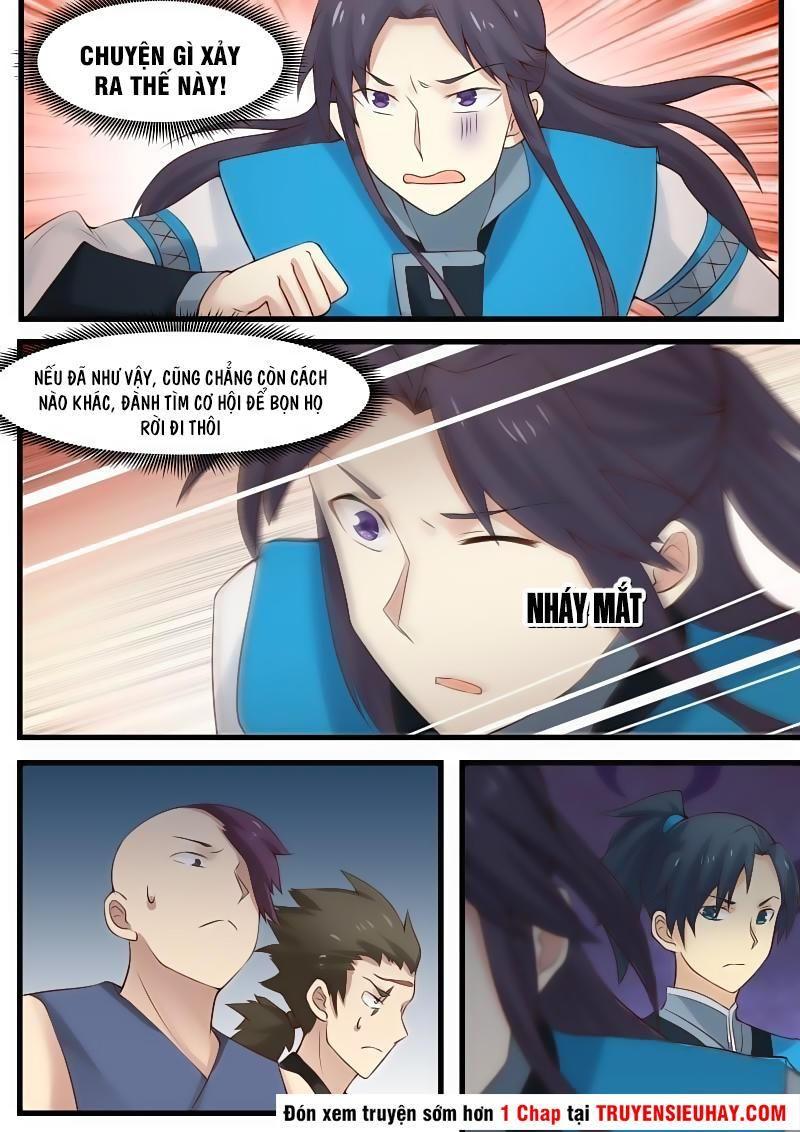 CHUYỆN GÌ XẢY
RA THẾ NÀY!
NẾU ĐÃ NHƯ VẬY, CŨNG CHẲNG CÒN CÁCH
NÀO KHÁC, ĐÀNH TÌM CƠ HỘI ĐỂ BỌN HỌ
RỜI ĐI THÔI
NHÁY MẮT
Đón xem truyện sớm hơn 1 Chap tại TRUYENSIEUHAY.COM